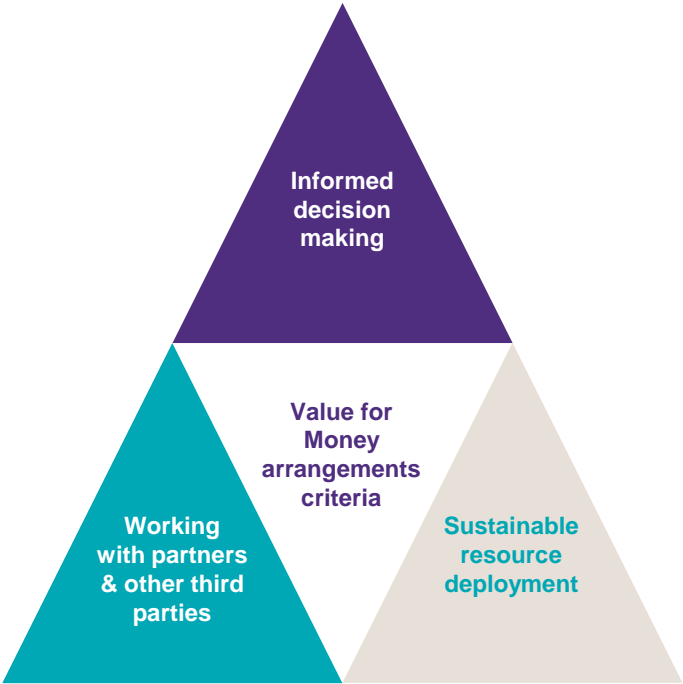 Informed
decision
making
Value for
Money
arrangements
criteria
Working
with partners
& other third
parties
Sustainable
resource
deployment